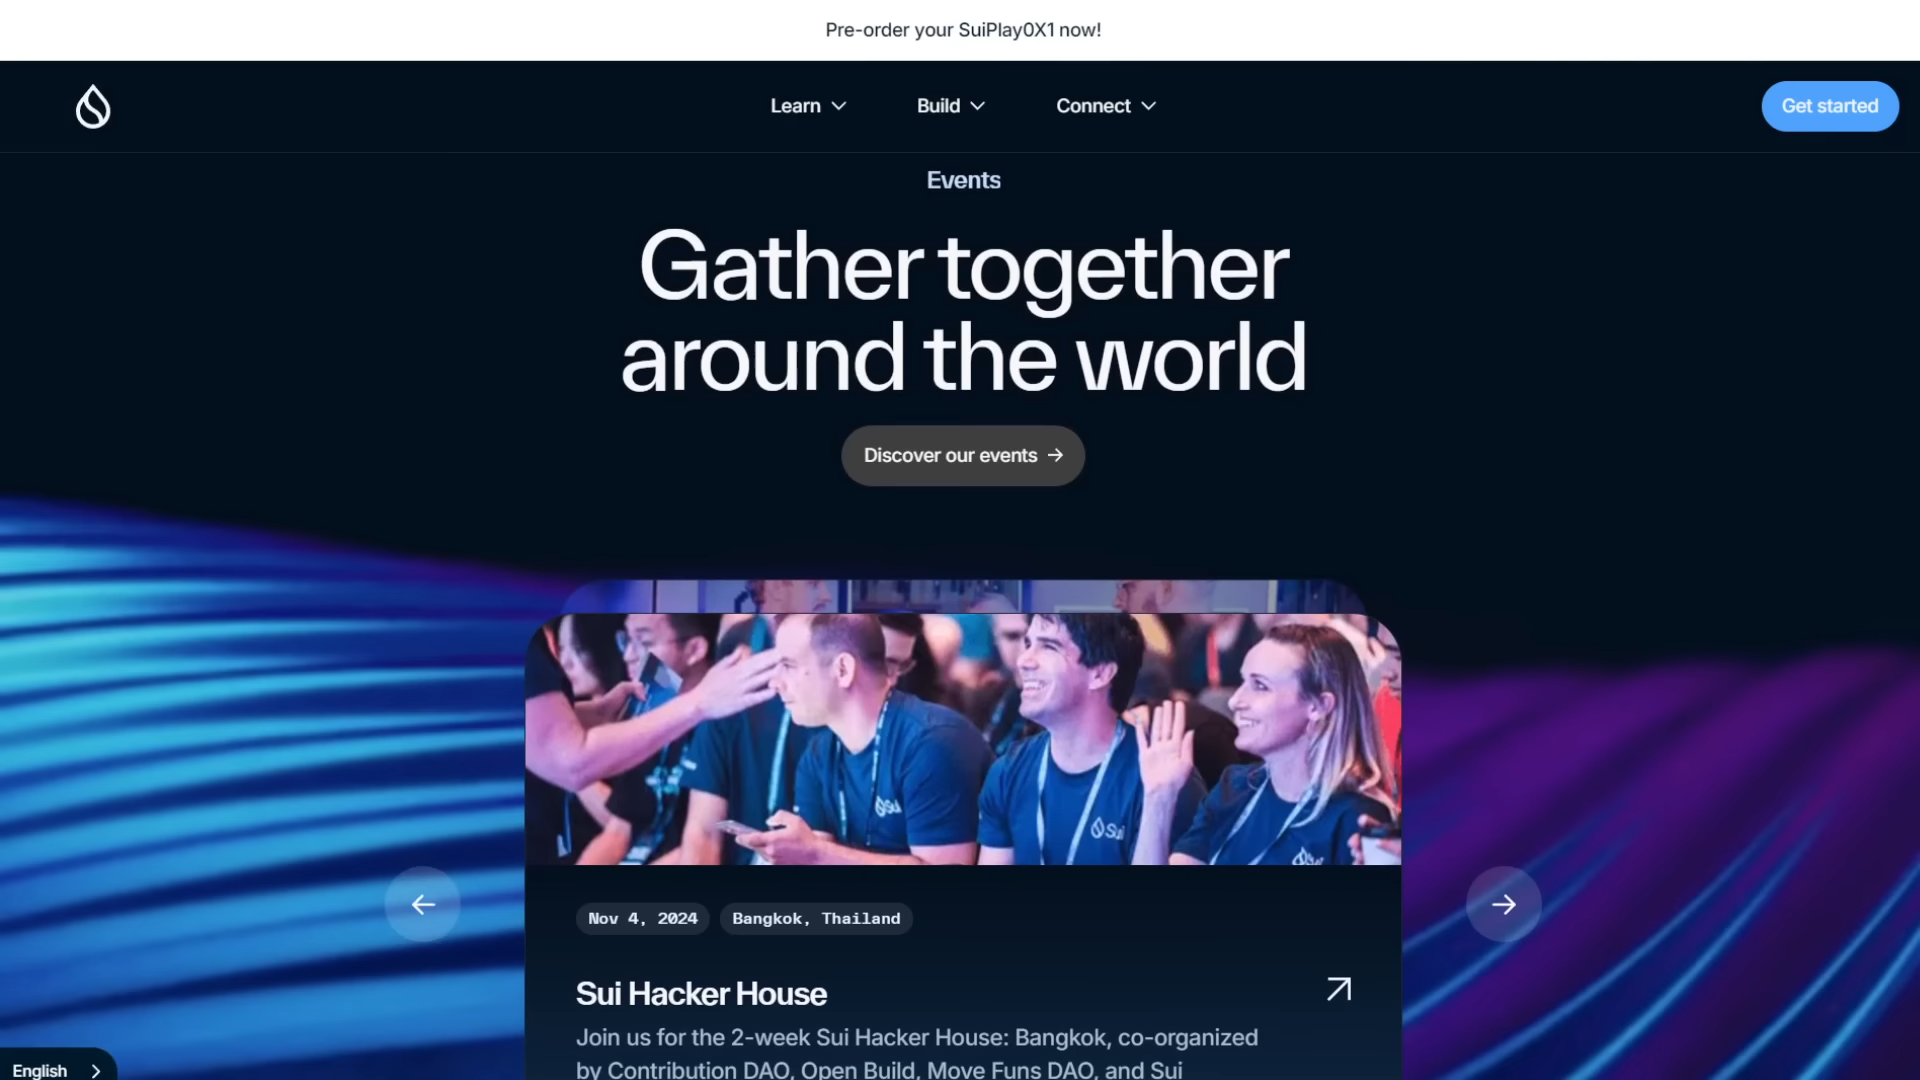 Pre-order your SuiPlay0X1 now!
Learn
Build
Connect
Get started
Events
Gather together
around the world
Discover our events →
Sui
Sui
Nov 4, 2024
Bangkok, Thailand
Sui Hacker House
Join us for the 2-week Sui Hacker House: Bangkok, co-organized
by Contribution DAO, Open Build, Move Funs DAO, and Sui
English